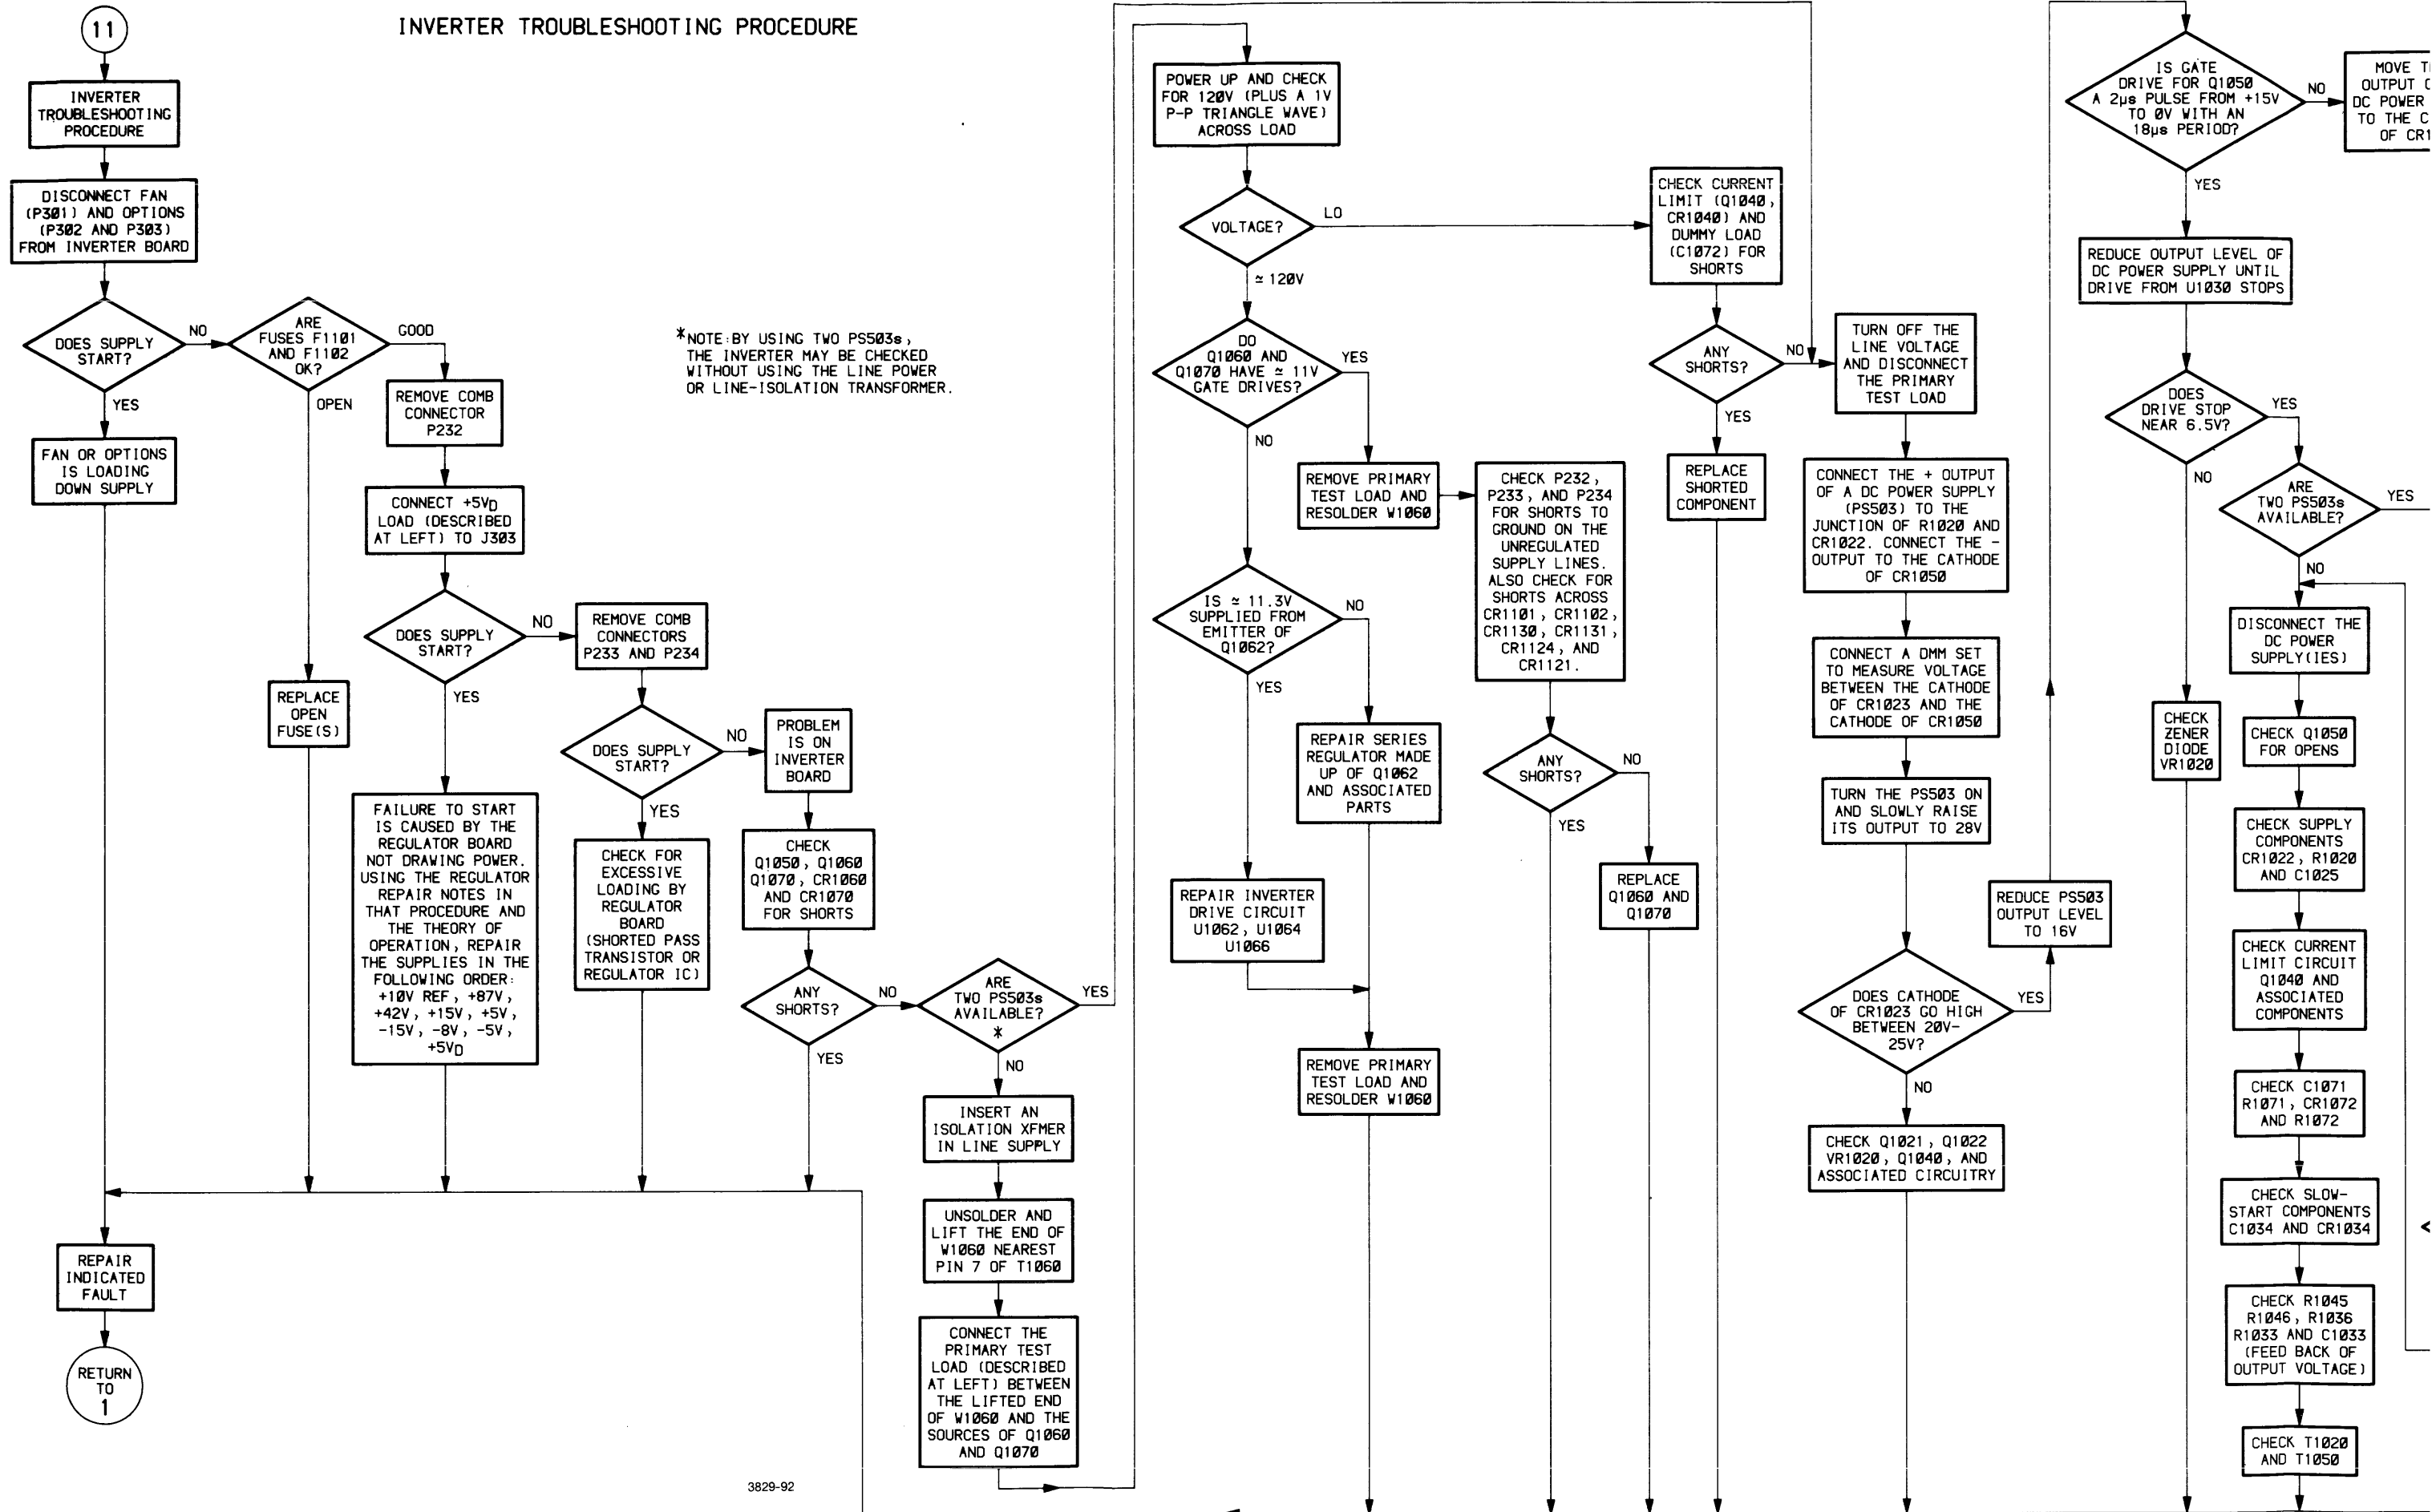 INVERTER TROUBLESHOOTING PROCEDURE
11
INVERTER
TROUBLESHOOTING
PROCEDURE
DISCONNECT FAN
(P301) AND OPTIONS
(P302 AND P303)
FROM INVERTER BOARD
DOES SUPPLY
START?
NO
YES
FAN OR OPTIONS
IS LOADING
DOWN SUPPLY
ARE
FUSES F1101
AND F1102
OK?
GOOD
OPEN
REPLACE
OPEN
FUSE(S)
REMOVE COMB
CONNECTOR
P232
CONNECT +5VD
LOAD (DESCRIBED
AT LEFT) TO J303
DOES SUPPLY
START?
NO
YES
FAILURE TO START
IS CAUSED BY THE
REGULATOR BOARD
NOT DRAWING POWER.
USING THE REGULATOR
REPAIR NOTES IN
THAT PROCEDURE AND
THE THEORY OF
OPERATION, REPAIR
THE SUPPLIES IN THE
FOLLOWING ORDER:
+10V REF, +87V,
+42V, +15V, +5V,
-15V, -8V, -5V,
+5VD
REMOVE COMB
CONNECTORS
P233 AND P234
DOES SUPPLY
START?
NO
YES
CHECK FOR
EXCESSIVE
LOADING BY
REGULATOR
BOARD
(SHORTED PASS
TRANSISTOR OR
REGULATOR IC)
PROBLEM
IS ON
INVERTER
BOARD
CHECK
Q1050, Q1060
Q1070, CR1060
AND CR1070
FOR SHORTS
ANY
SHORTS?
NO
YES
*NOTE: BY USING TWO PS503s,
THE INVERTER MAY BE CHECKED
WITHOUT USING THE LINE POWER
OR LINE-ISOLATION TRANSFORMER.
ARE
TWO PS503s
AVAILABLE?
*
YES
NO
INSERT AN
ISOLATION XFMER
IN LINE SUPPLY
UNSOLDER AND
LIFT THE END OF
W1060 NEAREST
PIN 7 OF T1060
CONNECT THE
PRIMARY TEST
LOAD (DESCRIBED
AT LEFT) BETWEEN
THE LIFTED END
OF W1060 AND THE
SOURCES OF Q1060
AND Q1070
REPAIR
INDICATED
FAULT
RETURN
TO
1
3829-92
POWER UP AND CHECK
FOR 120V (PLUS A 1V
P-P TRIANGLE WAVE)
ACROSS LOAD
VOLTAGE?
LO
≃ 120V
DO
Q1060 AND
Q1070 HAVE ≃ 11V
GATE DRIVES?
YES
NO
REMOVE PRIMARY
TEST LOAD AND
RESOLDER W1060
IS ≃ 11.3V
SUPPLIED FROM
EMITTER OF
Q1062?
NO
YES
REPAIR SERIES
REGULATOR MADE
UP OF Q1062
AND ASSOCIATED
PARTS
REPAIR INVERTER
DRIVE CIRCUIT
U1062, U1064
U1066
REMOVE PRIMARY
TEST LOAD AND
RESOLDER W1060
CHECK P232,
P233, AND P234
FOR SHORTS TO
GROUND ON THE
UNREGULATED
SUPPLY LINES.
ALSO CHECK FOR
SHORTS ACROSS
CR1101, CR1102,
CR1130, CR1131,
CR1124, AND
CR1121.
ANY
SHORTS?
NO
YES
REPLACE
Q1060 AND
Q1070
CHECK CURRENT
LIMIT (Q1040,
CR1040) AND
DUMMY LOAD
(C1072) FOR
SHORTS
ANY
SHORTS?
NO
YES
REPLACE
SHORTED
COMPONENT
TURN OFF THE
LINE VOLTAGE
AND DISCONNECT
THE PRIMARY
TEST LOAD
CONNECT THE + OUTPUT
OF A DC POWER SUPPLY
(PS503) TO THE
JUNCTION OF R1020 AND
CR1022. CONNECT THE -
OUTPUT TO THE CATHODE
OF CR1050
CONNECT A DMM SET
TO MEASURE VOLTAGE
BETWEEN THE CATHODE
OF CR1023 AND THE
CATHODE OF CR1050
TURN THE PS503 ON
AND SLOWLY RAISE
ITS OUTPUT TO 28V
DOES CATHODE
OF CR1023 GO HIGH
BETWEEN 20V-
25V?
YES
NO
CHECK Q1021, Q1022
VR1020, Q1040, AND
ASSOCIATED CIRCUITRY
REDUCE PS503
OUTPUT LEVEL
TO 16V
IS GATE
DRIVE FOR Q1050
A 2µs PULSE FROM +15V
TO 0V WITH AN
18µs PERIOD?
NO
YES
MOVE T
OUTPUT
DC POWER
TO THE C
OF CR1
REDUCE OUTPUT LEVEL OF
DC POWER SUPPLY UNTIL
DRIVE FROM U1030 STOPS
DOES
DRIVE STOP
NEAR 6.5V?
YES
NO
CHECK
ZENER
DIODE
VR1020
ARE
TWO PS503s
AVAILABLE?
YES
NO
DISCONNECT THE
DC POWER
SUPPLY(IES)
CHECK Q1050
FOR OPENS
CHECK SUPPLY
COMPONENTS
CR1022, R1020
AND C1025
CHECK CURRENT
LIMIT CIRCUIT
Q1040 AND
ASSOCIATED
COMPONENTS
CHECK C1071
R1071, CR1072
AND R1072
CHECK SLOW-
START COMPONENTS
C1034 AND CR1034
CHECK R1045
R1046, R1036
R1033 AND C1033
(FEED BACK OF
OUTPUT VOLTAGE)
CHECK T1020
AND T1050